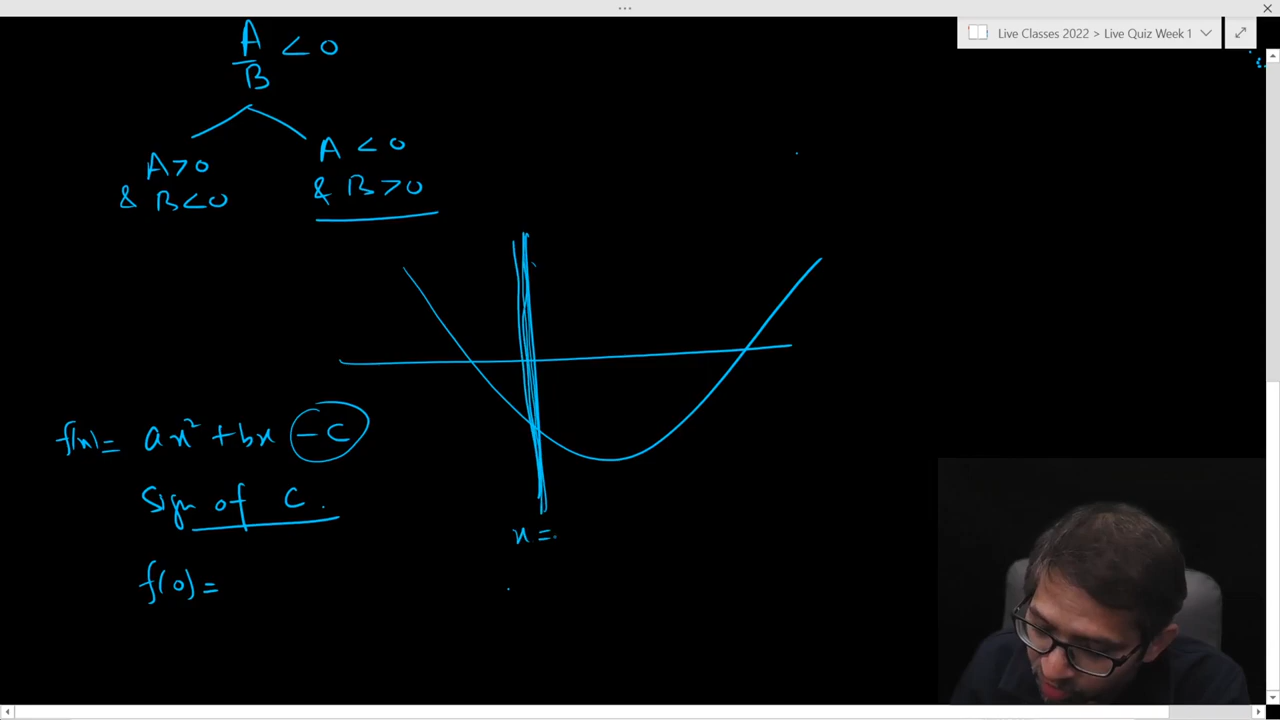 Live Classes 2022 > Live Quiz Week 1
A/B < 0
A>0
& B<0
A < 0
& B >0
f(x)= ax² +bx -c
Sign of C.
x =
f(0)=